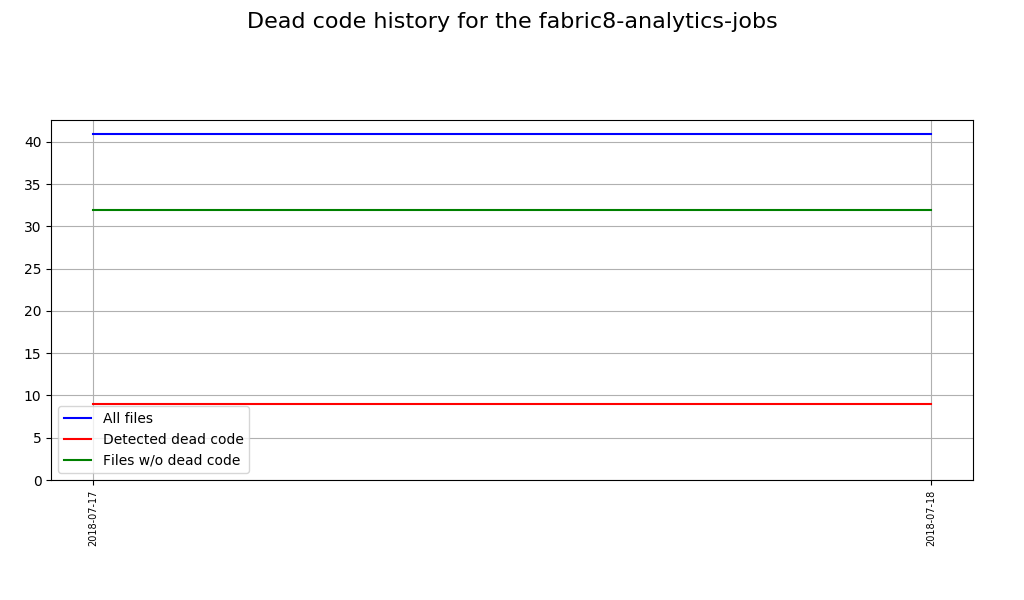 Dead code history for the fabric8-analytics-jobs
40
35
30
25
20
15
10
5
0
All files
Detected dead code
Files w/o dead code
2018-07-17
2018-07-18